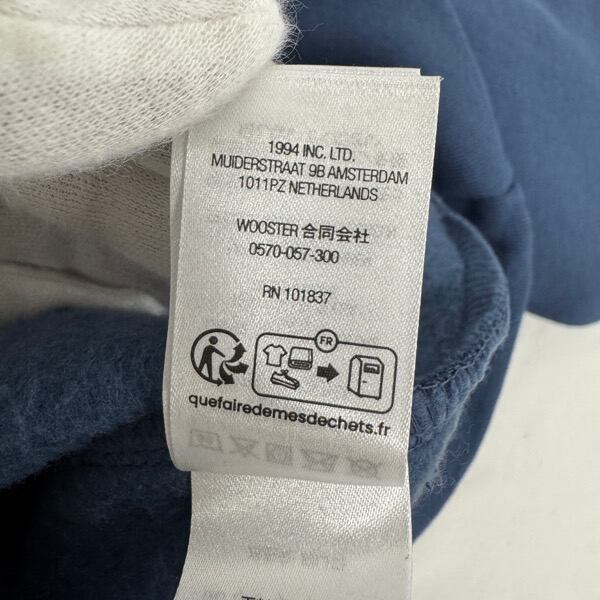 1994 INC. LTD.
MUIDERSTRAAT 9B AMSTERDAM
1011PZ NETHERLANDS
WOOSTER 合同会社
0570-057-300
RN 101837
FR
quefairedemesdechets.fr